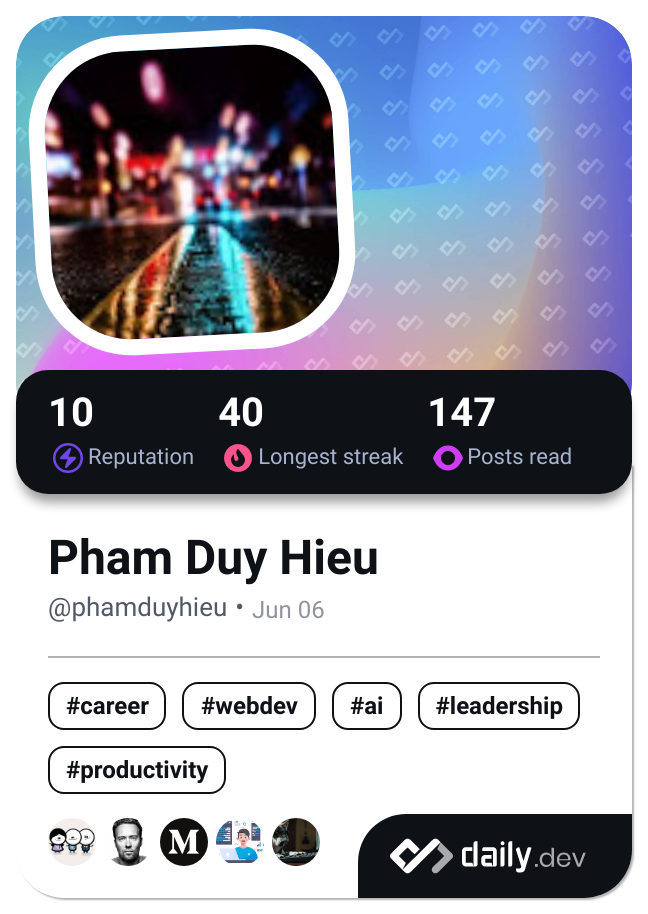 10 40 147
Reputation Longest streak Posts read
Pham Duy Hieu
@phamduyhieu • Jun 06
#career #webdev #ai #leadership
#productivity
M
daily.dev